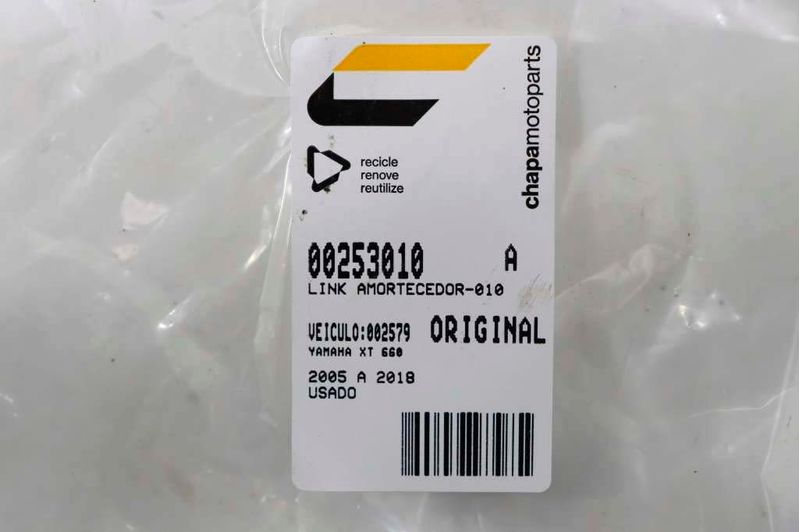 chapamotoparts
recicle
renove
reutilize
00253010 A
LINK AMORTECEDOR-010
VEICULO:002579 ORIGINAL
YAMAHA XT 660
2005 A 2018
USADO